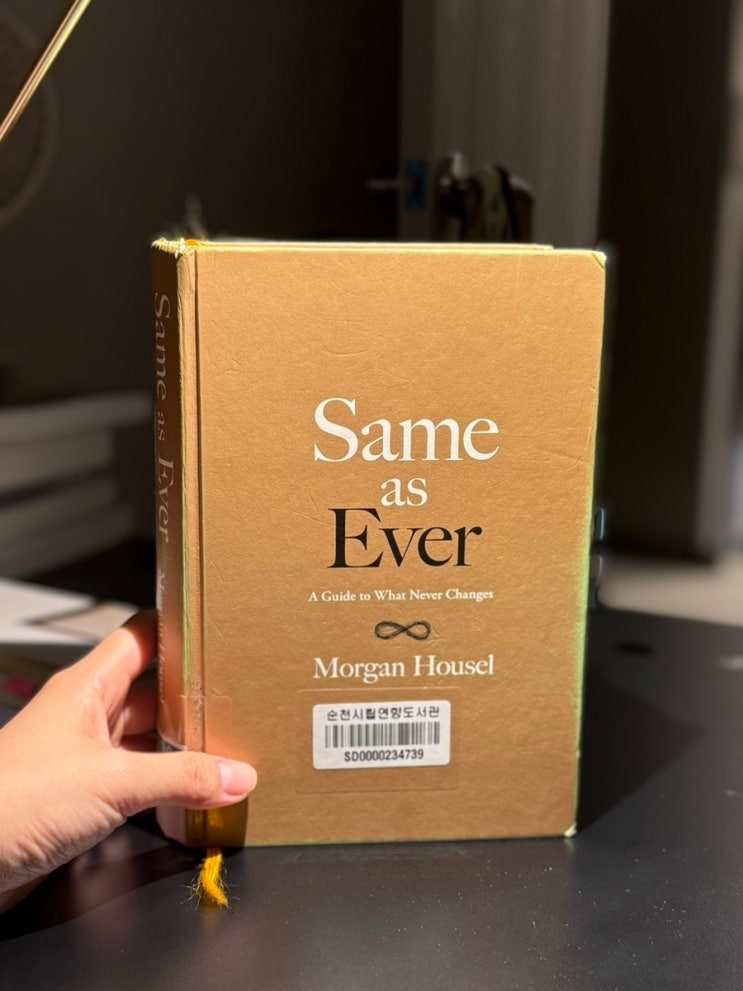 Same
as
Ever
A Guide to What Never Changes
Morgan Housel
순천시립연향도서관
SD0000234739
Same as Ever